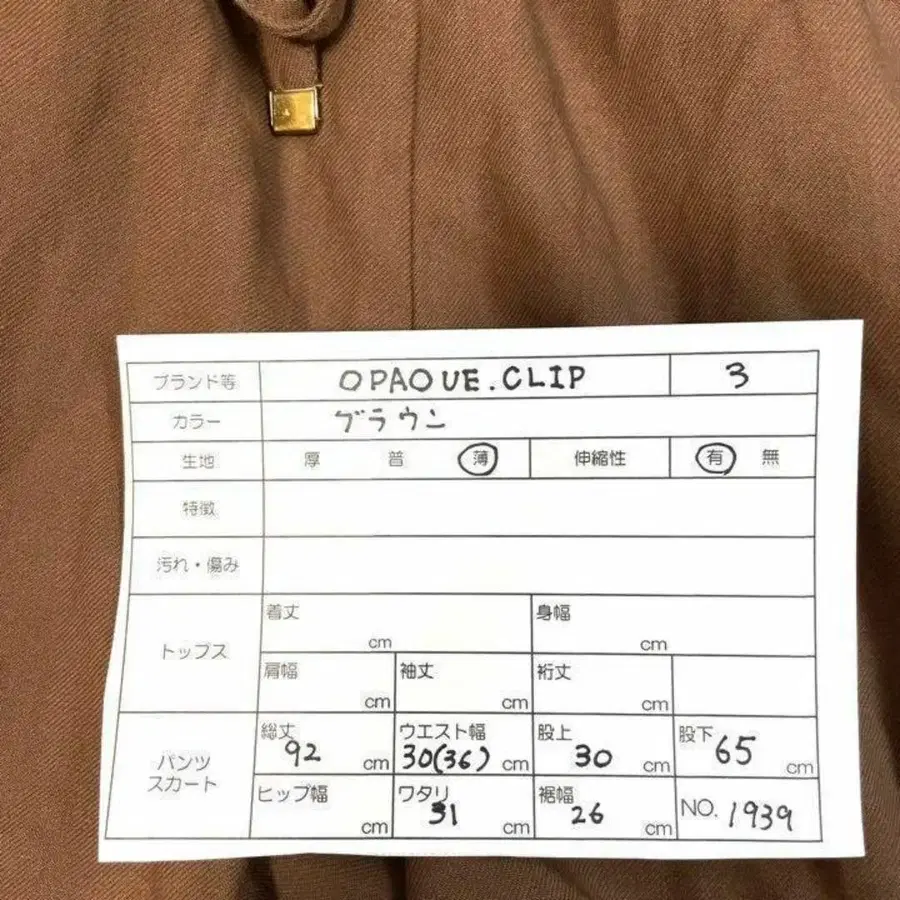 ブランド等 OPAOUE.CLIP 3
カラー ブラウン
生地 厚 普 薄 伸縮性 有 無
特徴
汚れ・傷み
トップス
着丈 cm 身幅 cm
肩幅 cm 袖丈 cm 裄丈 cm
パンツ
スカート
総丈 92 cm ウエスト幅 30(36) cm 股上 30 cm 股下 65 cm
ヒップ幅 cm ワタリ 31 cm 裾幅 26 cm NO. 1939